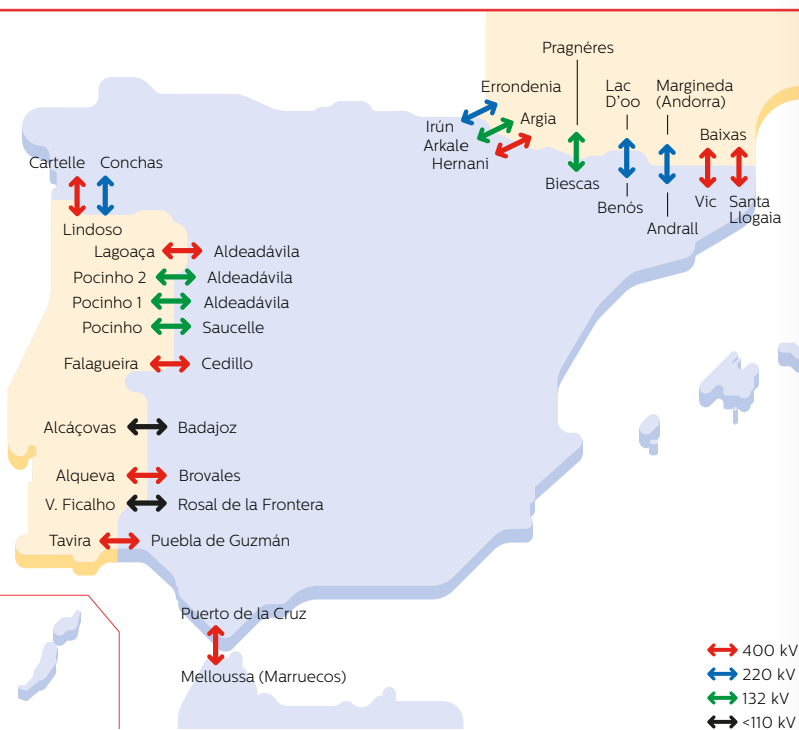 Pragnéres
Errondenia
Lac
D’oo
Margineda
(Andorra)
Argia
Irún
Arkale
Hernani
Baixas
Cartelle
Conchas
Biescas
Benós
Vic
Santa
Llogaia
Andrall
Lindoso
Lagoaça
Aldeadávila
Pocinho 2
Aldeadávila
Pocinho 1
Aldeadávila
Pocinho
Saucelle
Falagueira
Cedillo
Alcáçovas
Badajoz
Alqueva
Brovales
V. Ficalho
Rosal de la Frontera
Tavira
Puebla de Guzmán
Puerto de la Cruz
Melloussa (Marruecos)
400 kV
220 kV
132 kV
<110 kV